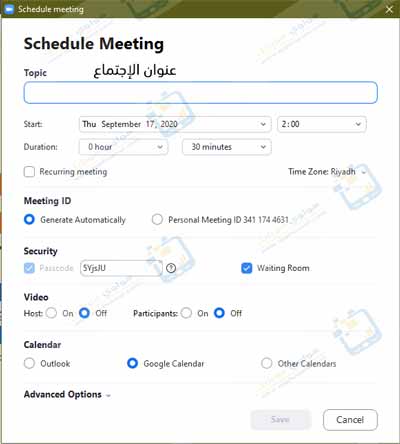 Schedule meeting
Schedule Meeting
Topic عنوان الإجتماع
Start: Thu September 17, 2020 2:00
Duration: 0 hour 30 minutes
Recurring meeting Time Zone: Riyadh
Meeting ID
Generate Automatically Personal Meeting ID 341 174 4631
Security
Passcode 5YjsJU ? Waiting Room
Video
Host: On Off Participants: On Off
Calendar
Outlook Google Calendar Other Calendars
Advanced Options
Save Cancel